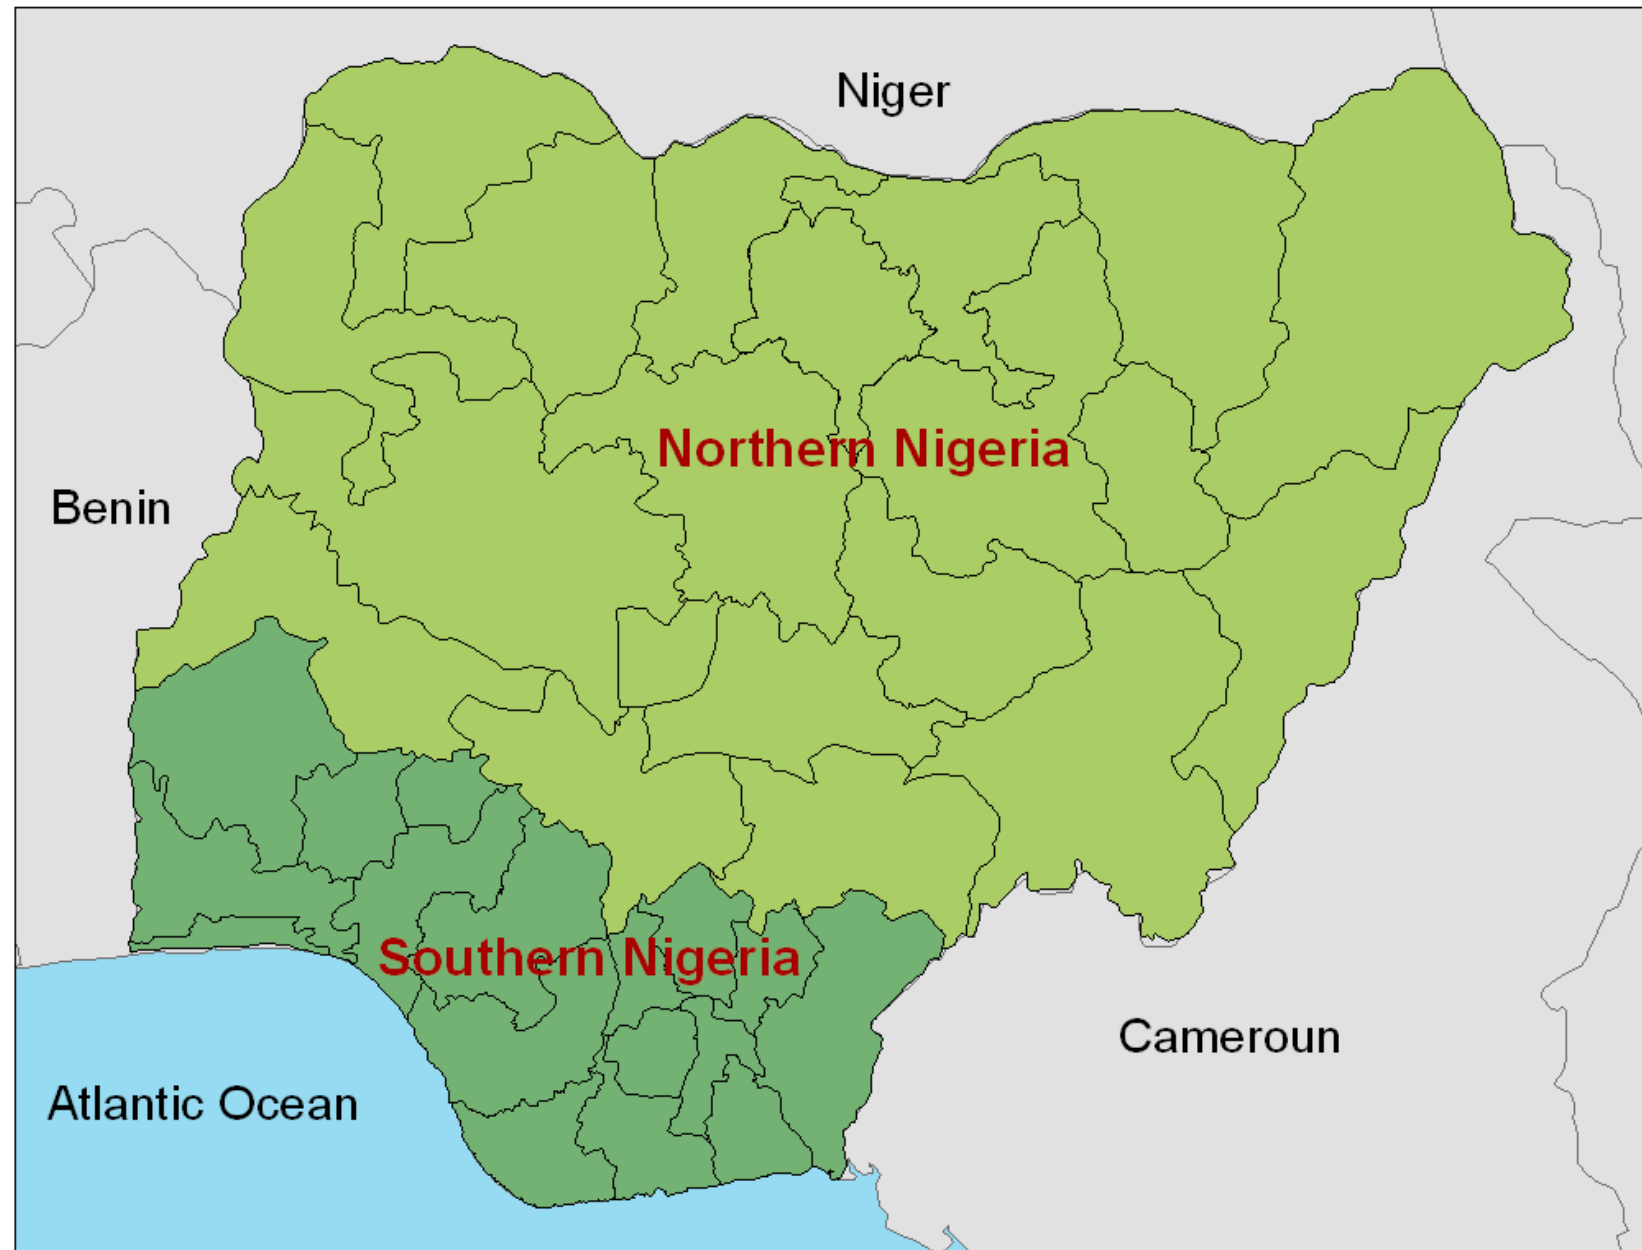 Niger
Northern Nigeria
Benin
Southern Nigeria
Cameroun
Atlantic Ocean